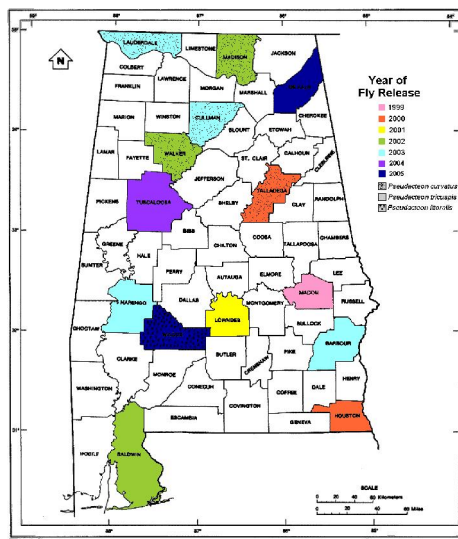 LAUDERDALE
LIMESTONE
MADISON
JACKSON
COLBERT
LAWRENCE
FRANKLIN
MORGAN
MARSHALL
CHEROKEE
MARION
WINSTON
CULLMAN
BLOUNT
ETOWAH
LAMAR
FAYETTE
WALKER
ST. CLAIR
CALHOUN
CLEBURNE
JEFFERSON
TALLADEGA
PICKENS
TUSCALOOSA
SHELBY
CLAY
RANDOLPH
BIBB
GREENE
HALE
CHILTON
COOSA
TALLAPOOSA
CHAMBERS
SUMTER
PERRY
AUTAUGA
ELMORE
LEE
MARENGO
DALLAS
LOWNDES
MONTGOMERY
MACON
RUSSELL
CHOCTAW
BULLOCK
BARBOUR
CLARKE
BUTLER
CRENSHAW
PIKE
WASHINGTON
MONROE
CONECUH
COFFEE
DALE
HENRY
ESCAMBIA
COVINGTON
GENEVA
HOUSTON
MOBILE
BALDWIN
N
Year of
Fly Release
1999
2000
2001
2002
2003
2004
2005
Pseudacteon curvatus
Pseudacteon tricuspis
Pseudacteon litoralis
SCALE